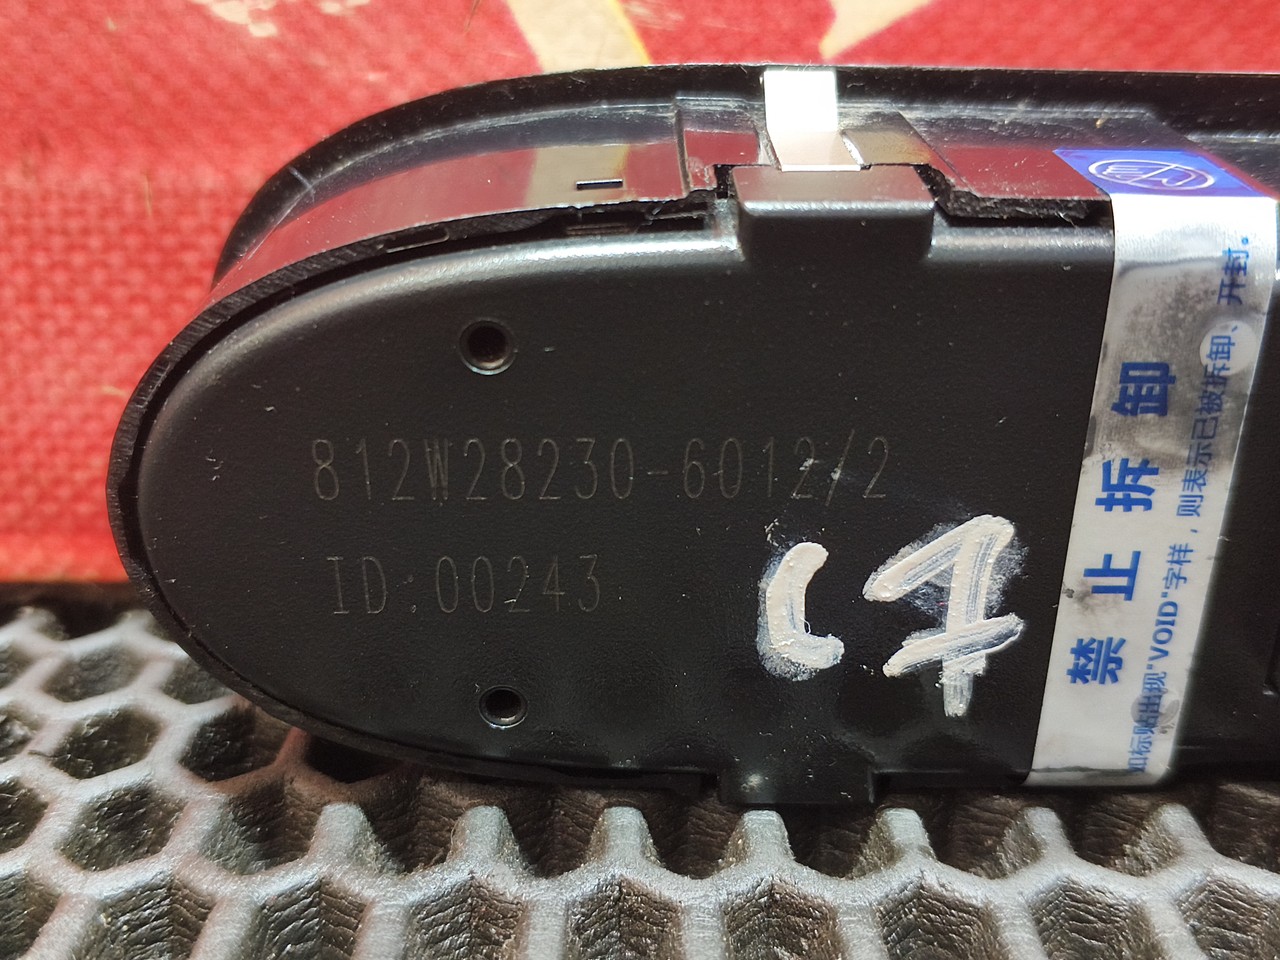 812W28230-6012/2
ID:00243
L7
禁止拆卸
如标贴出现"VOID"字样，则表示已被拆卸、开封。